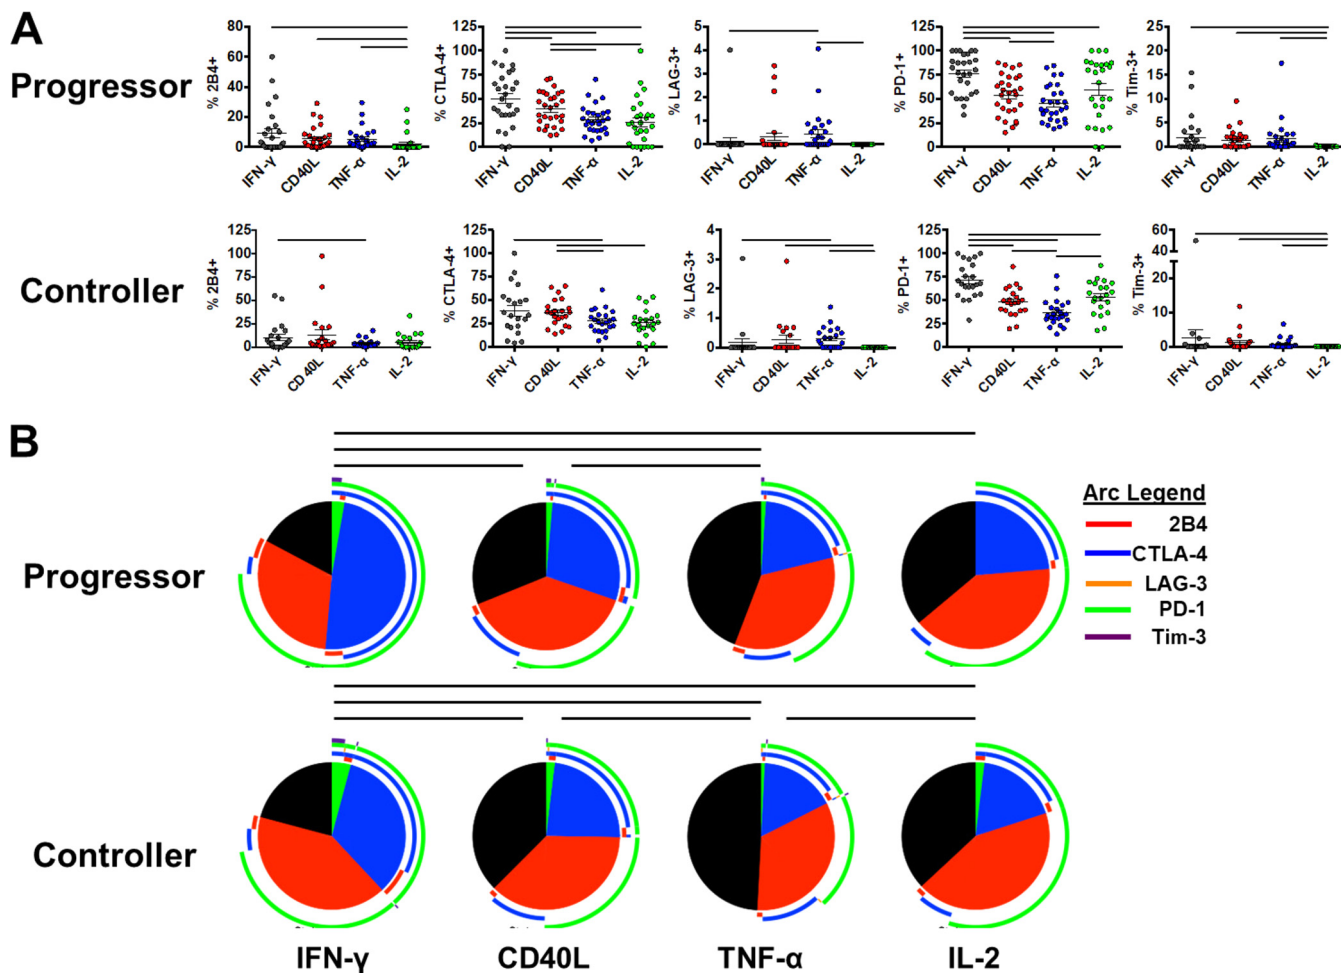 A
Progressor
% 2B4+
80
60
40
20
0
IFN-γ
CD40L
TNF-α
IL-2
% CTLA-4+
125
100
75
50
25
0
IFN-γ
CD40L
TNF-α
IL-2
% LAG-3+
5
4
3
2
1
0
IFN-γ
CD40L
TNF-α
IL-2
% PD-1+
125
100
75
50
25
0
IFN-γ
CD40L
TNF-α
IL-2
% Tim-3+
25
20
15
10
5
0
IFN-γ
CD40L
TNF-α
IL-2
Controller
% 2B4+
125
100
75
50
25
0
IFN-γ
CD40L
TNF-α
IL-2
% CTLA-4+
125
100
75
50
25
0
IFN-γ
CD40L
TNF-α
IL-2
% LAG-3+
4
3
2
1
0
IFN-γ
CD40L
TNF-α
IL-2
% PD-1+
125
100
75
50
25
0
IFN-γ
CD40L
TNF-α
IL-2
% Tim-3+
60
40
20
10
0
IFN-γ
CD40L
TNF-α
IL-2
B
Progressor
Arc Legend
2B4
CTLA-4
LAG-3
PD-1
Tim-3
Controller
IFN-γ
CD40L
TNF-α
IL-2